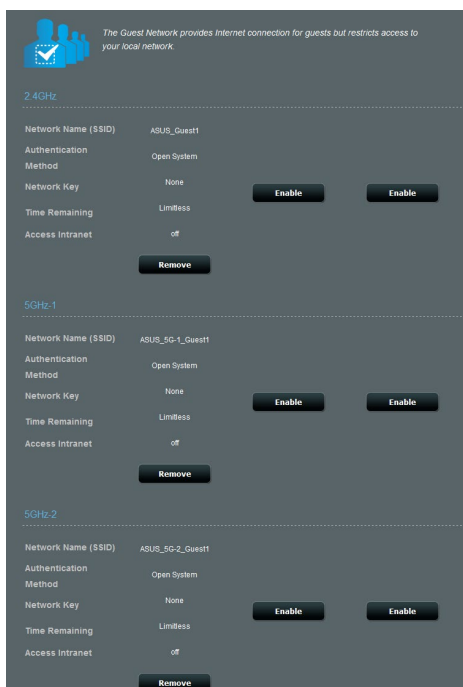 The Guest Network provides Internet connection for guests but restricts access to
your local network.
2.4GHz
Network Name (SSID) ASUS_Guest1
Authentication
Method Open System
Network Key None
Enable Enable
Time Remaining Limitless
Access Intranet off
Remove
5GHz-1
Network Name (SSID) ASUS_5G-1_Guest1
Authentication
Method Open System
Network Key None
Enable Enable
Time Remaining Limitless
Access Intranet off
Remove
5GHz-2
Network Name (SSID) ASUS_5G-2_Guest1
Authentication
Method Open System
Network Key None
Enable Enable
Time Remaining Limitless
Access Intranet off
Remove